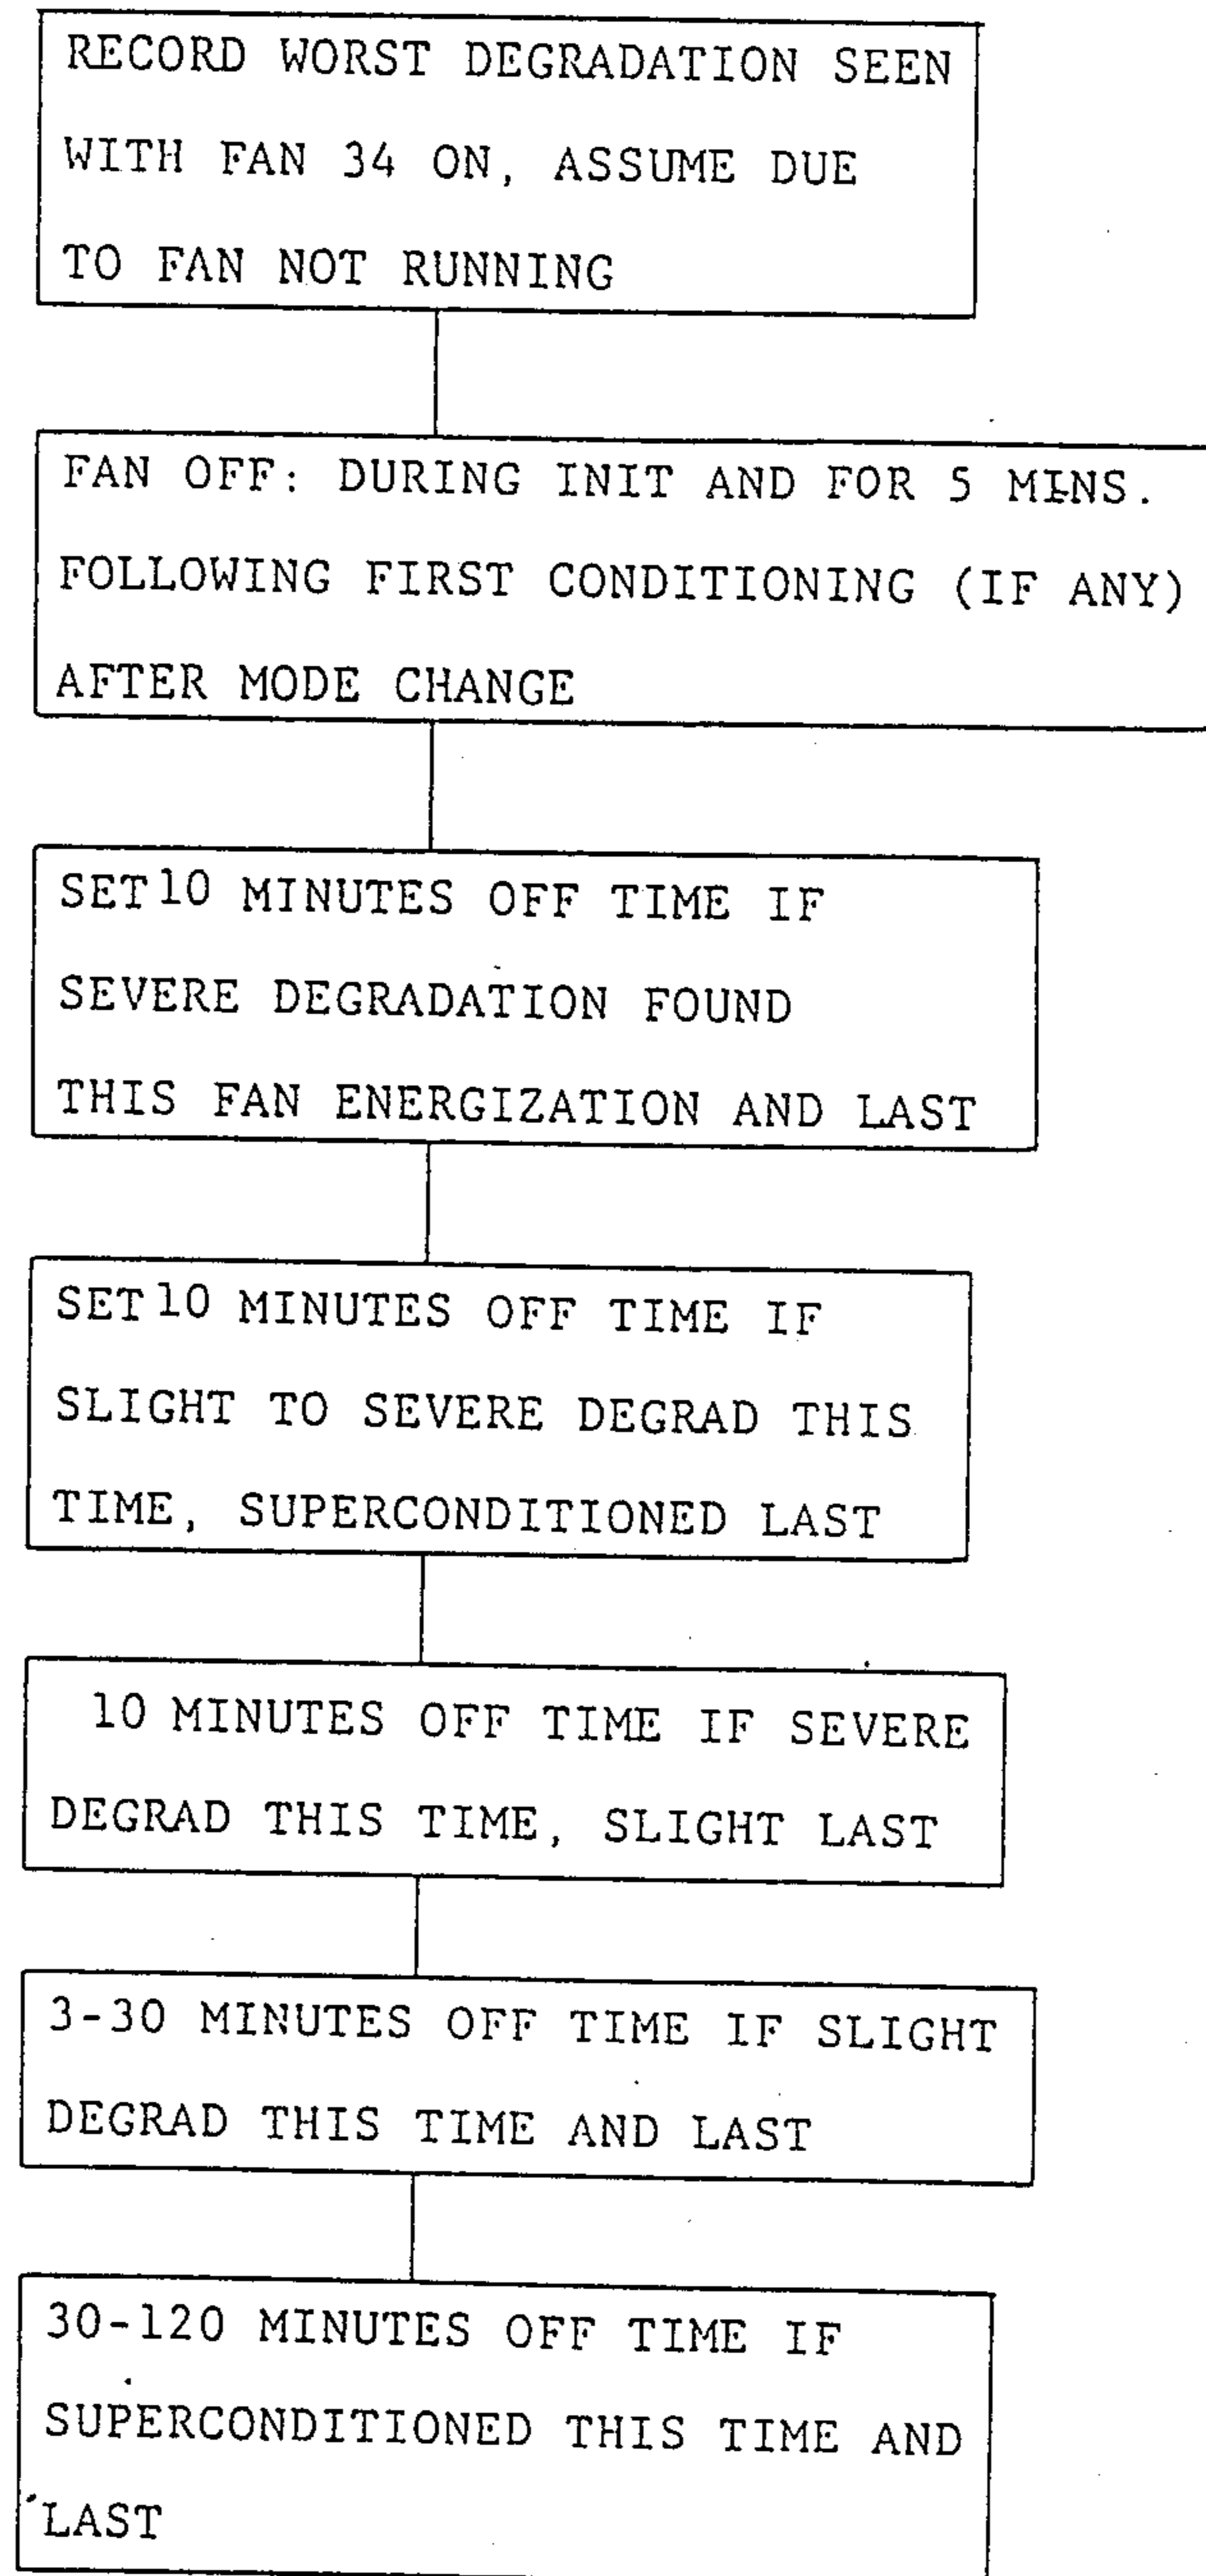 RECORD WORST DEGRADATION SEEN
WITH FAN 34 ON, ASSUME DUE
TO FAN NOT RUNNING
FAN OFF: DURING INIT AND FOR 5 MINS.
FOLLOWING FIRST CONDITIONING (IF ANY)
AFTER MODE CHANGE
SET 10 MINUTES OFF TIME IF
SEVERE DEGRADATION FOUND
THIS FAN ENERGIZATION AND LAST
SET 10 MINUTES OFF TIME IF
SLIGHT TO SEVERE DEGRAD THIS
TIME, SUPERCONDITIONED LAST
10 MINUTES OFF TIME IF SEVERE
DEGRAD THIS TIME, SLIGHT LAST
3-30 MINUTES OFF TIME IF SLIGHT
DEGRAD THIS TIME AND LAST
30-120 MINUTES OFF TIME IF
SUPERCONDITIONED THIS TIME AND
LAST